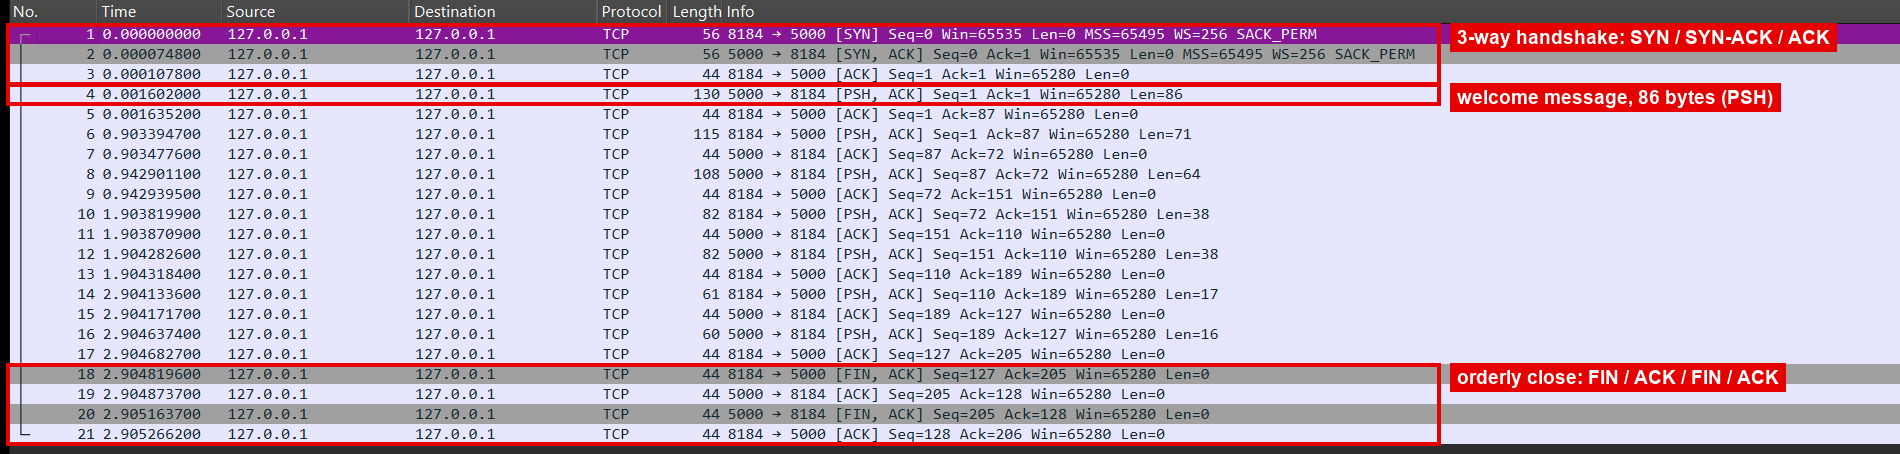 No. Time Source Destination Protocol Length Info
1 0.000000000 127.0.0.1 127.0.0.1 TCP 56 8184 → 5000 [SYN] Seq=0 Win=65535 Len=0 MSS=65495 WS=256 SACK_PERM
3-way handshake: SYN / SYN-ACK / ACK
2 0.000074800 127.0.0.1 127.0.0.1 TCP 56 5000 → 8184 [SYN, ACK] Seq=0 Ack=1 Win=65535 Len=0 MSS=65495 WS=256 SACK_PERM
3 0.000107800 127.0.0.1 127.0.0.1 TCP 44 8184 → 5000 [ACK] Seq=1 Ack=1 Win=65280 Len=0
4 0.001602000 127.0.0.1 127.0.0.1 TCP 130 5000 → 8184 [PSH, ACK] Seq=1 Ack=1 Win=65280 Len=86
welcome message, 86 bytes (PSH)
5 0.001635200 127.0.0.1 127.0.0.1 TCP 44 8184 → 5000 [ACK] Seq=1 Ack=87 Win=65280 Len=0
6 0.903394700 127.0.0.1 127.0.0.1 TCP 115 8184 → 5000 [PSH, ACK] Seq=1 Ack=87 Win=65280 Len=71
7 0.903477600 127.0.0.1 127.0.0.1 TCP 44 5000 → 8184 [ACK] Seq=87 Ack=72 Win=65280 Len=0
8 0.942901100 127.0.0.1 127.0.0.1 TCP 108 5000 → 8184 [PSH, ACK] Seq=87 Ack=72 Win=65280 Len=64
9 0.942939500 127.0.0.1 127.0.0.1 TCP 44 8184 → 5000 [ACK] Seq=72 Ack=151 Win=65280 Len=0
10 1.903819900 127.0.0.1 127.0.0.1 TCP 82 8184 → 5000 [PSH, ACK] Seq=72 Ack=151 Win=65280 Len=38
11 1.903870900 127.0.0.1 127.0.0.1 TCP 44 5000 → 8184 [ACK] Seq=151 Ack=110 Win=65280 Len=0
12 1.904282600 127.0.0.1 127.0.0.1 TCP 82 5000 → 8184 [PSH, ACK] Seq=151 Ack=110 Win=65280 Len=38
13 1.904318400 127.0.0.1 127.0.0.1 TCP 44 8184 → 5000 [ACK] Seq=110 Ack=189 Win=65280 Len=0
14 2.904133600 127.0.0.1 127.0.0.1 TCP 61 8184 → 5000 [PSH, ACK] Seq=110 Ack=189 Win=65280 Len=17
15 2.904171700 127.0.0.1 127.0.0.1 TCP 44 5000 → 8184 [ACK] Seq=189 Ack=127 Win=65280 Len=0
16 2.904637400 127.0.0.1 127.0.0.1 TCP 60 5000 → 8184 [PSH, ACK] Seq=189 Ack=127 Win=65280 Len=16
17 2.904682700 127.0.0.1 127.0.0.1 TCP 44 8184 → 5000 [ACK] Seq=127 Ack=205 Win=65280 Len=0
18 2.904819600 127.0.0.1 127.0.0.1 TCP 44 8184 → 5000 [FIN, ACK] Seq=127 Ack=205 Win=65280 Len=0
orderly close: FIN / ACK / FIN / ACK
19 2.904873700 127.0.0.1 127.0.0.1 TCP 44 5000 → 8184 [ACK] Seq=205 Ack=128 Win=65280 Len=0
20 2.905163700 127.0.0.1 127.0.0.1 TCP 44 5000 → 8184 [FIN, ACK] Seq=205 Ack=128 Win=65280 Len=0
21 2.905266200 127.0.0.1 127.0.0.1 TCP 44 8184 → 5000 [ACK] Seq=128 Ack=206 Win=65280 Len=0